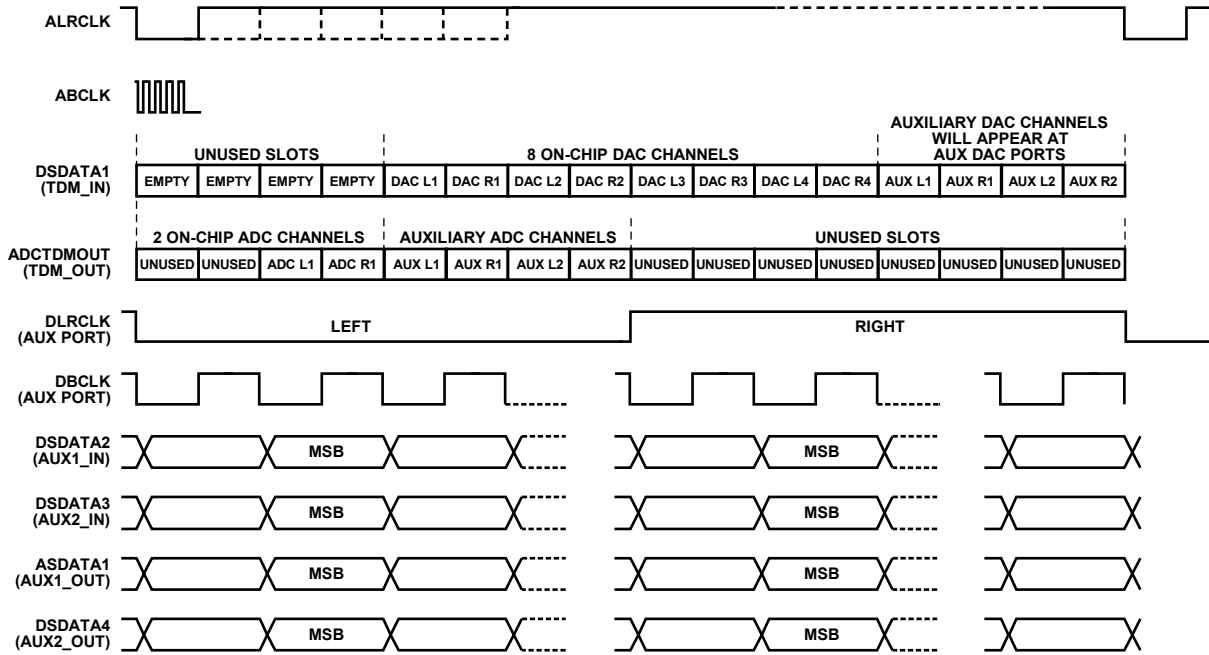 ALRCLK
ABCLK
AUXILIARY DAC CHANNELS
WILL APPEAR AT
AUX DAC PORTS
UNUSED SLOTS
8 ON-CHIP DAC CHANNELS
DSDATA1
(TDM_IN)
EMPTY EMPTY EMPTY EMPTY DAC L1 DAC R1 DAC L2 DAC R2 DAC L3 DAC R3 DAC L4 DAC R4 AUX L1 AUX R1 AUX L2 AUX R2
2 ON-CHIP ADC CHANNELS
AUXILIARY ADC CHANNELS
UNUSED SLOTS
ADCTDMOUT
(TDM_OUT)
UNUSED UNUSED ADC L1 ADC R1 AUX L1 AUX R1 AUX L2 AUX R2 UNUSED UNUSED UNUSED UNUSED UNUSED UNUSED UNUSED UNUSED
DLRCLK
(AUX PORT)
LEFT
RIGHT
DBCLK
(AUX PORT)
DSDATA2
(AUX1_IN)
MSB
MSB
DSDATA3
(AUX2_IN)
MSB
MSB
ASDATA1
(AUX1_OUT)
MSB
MSB
DSDATA4
(AUX2_OUT)
MSB
MSB